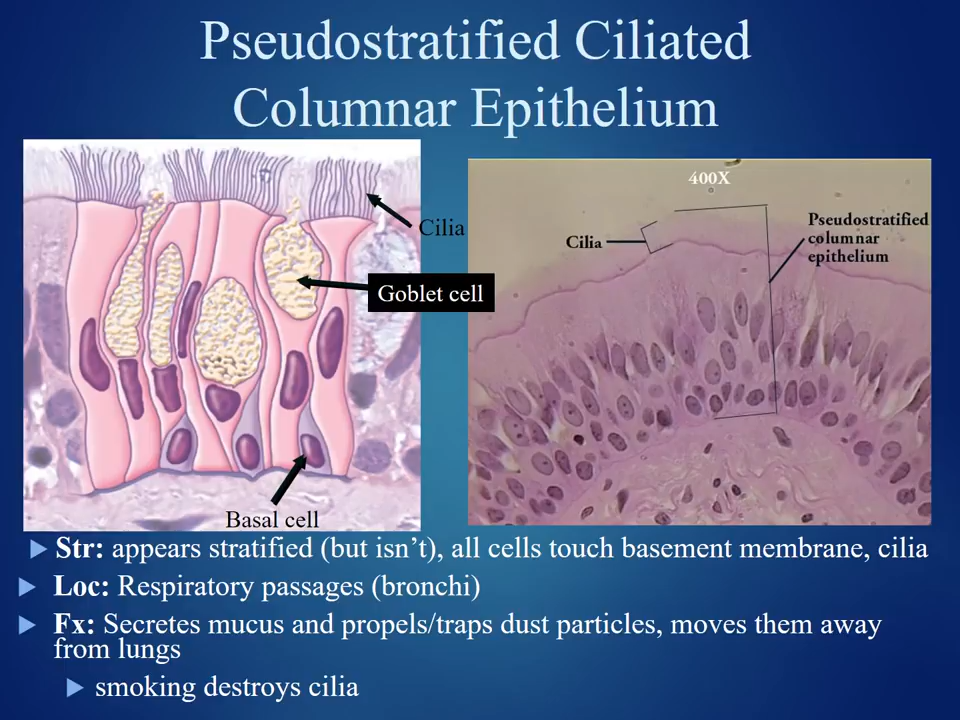 Pseudostratified Ciliated
Columnar Epithelium
Cilia
Goblet cell
Basal cell
400X
Cilia
Pseudostratified
columnar
epithelium
Str: appears stratified (but isn’t), all cells touch basement membrane, cilia
Loc: Respiratory passages (bronchi)
Fx: Secretes mucus and propels/traps dust particles, moves them away
from lungs
smoking destroys cilia